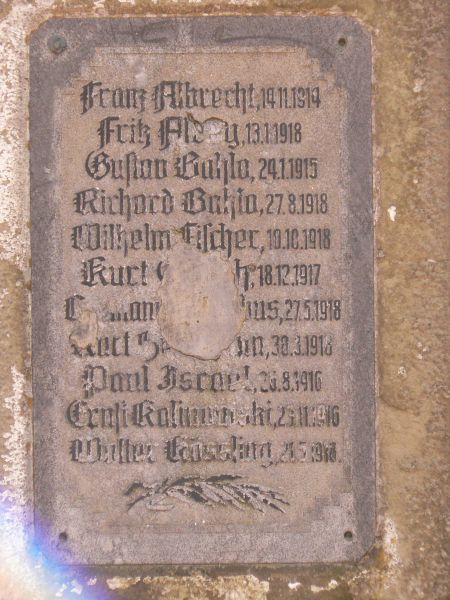 Franz Albrecht, 14.11.1914
Fritz 13.1.1918
Gustav Bahlo, 24.1.1915
Richard Bahlo, 27.8.1918
Wilhelm Fischer, 10.10.1918
Kurt 18.12.1917
27.5.1918
Kurt 30.3.1918
Paul Israel, 26.8.1916
Ernst Kalinowski, 23.11.1916
Walter